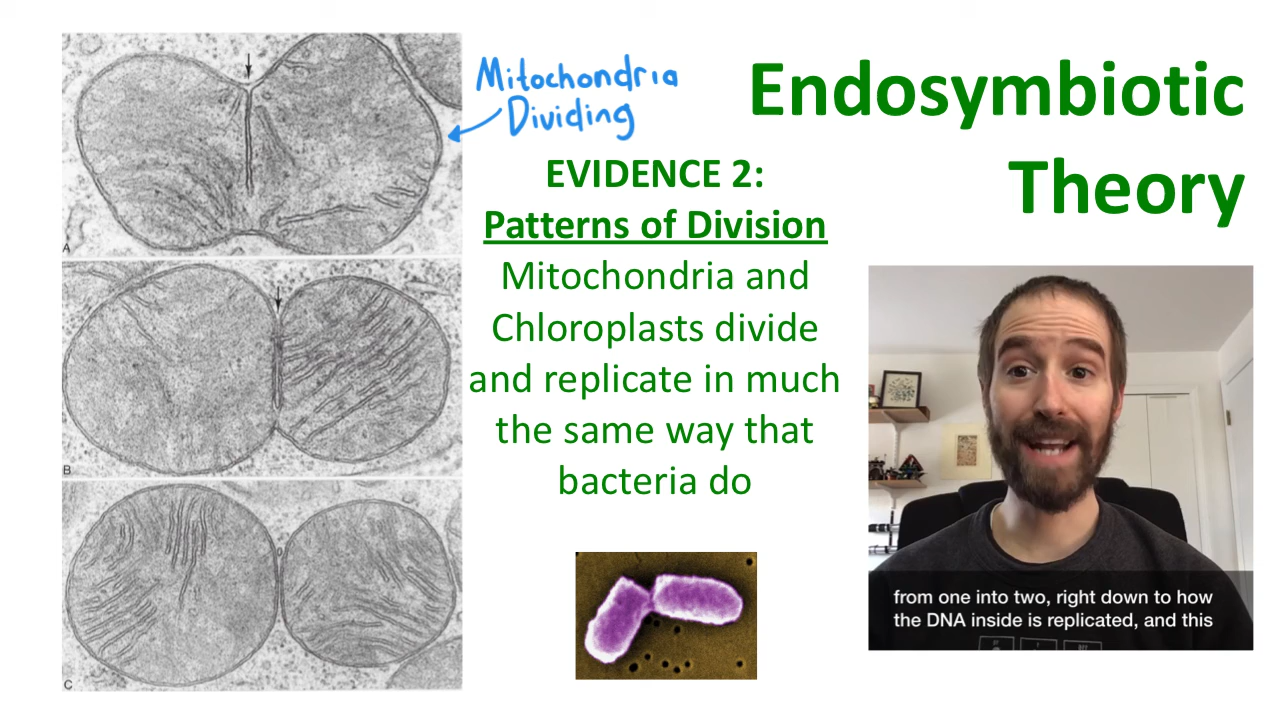 Endosymbiotic
Theory
Mitochondria
Dividing
EVIDENCE 2:
Patterns of Division
Mitochondria and
Chloroplasts divide
and replicate in much
the same way that
bacteria do
A
B
C
from one into two, right down to how
the DNA inside is replicated, and this